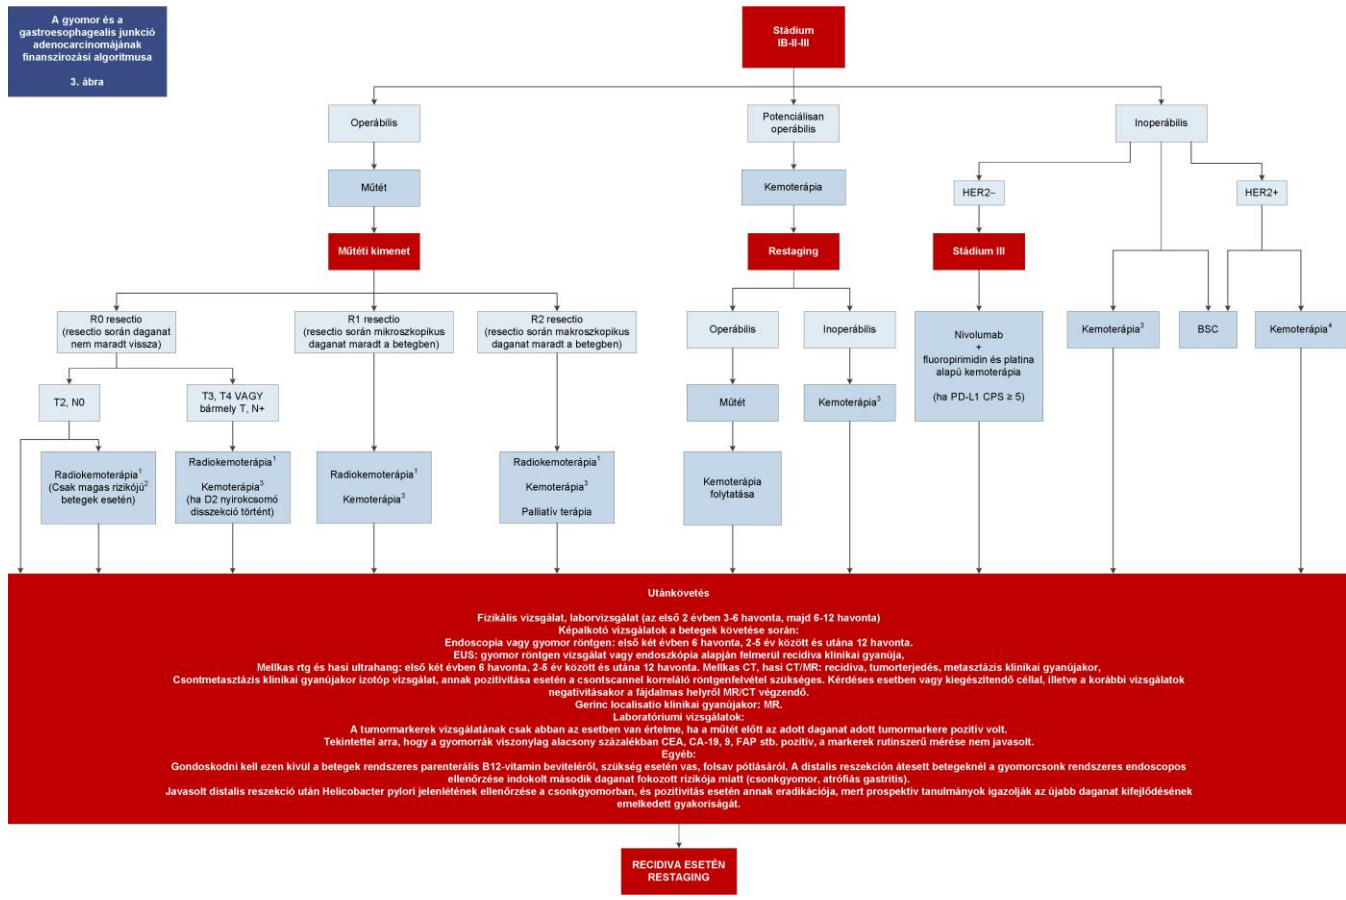 A gyomor és a
gastroesophagealis junkció
adenocarcinomájának
finanszírozási algoritmusa
3. ábra
Stádium
IB-II-III
Operábilis
Potenciálisan
operábilis
Inoperábilis
Műtét
Kemoterápia
HER2–
HER2+
Műtéti kimenet
Restaging
Stádium III
R0 resectio
(resectio során daganat
nem maradt vissza)
R1 resectio
(resectio során mikroszkopikus
daganat maradt a betegben)
R2 resectio
(resectio során makroszkopikus
daganat maradt a betegben)
Operábilis
Inoperábilis
Nivolumab
+
fluoropirimidin és platina
alapú kemoterápia
(ha PD-L1 CPS ≥ 5)
Kemoterápia³
BSC
Kemoterápia⁴
T2, N0
T3, T4 VAGY
bármely T, N+
Műtét
Kemoterápia³
Radiokemoterápia¹
(Csak magas rizikójú²
betegek esetén)
Radiokemoterápia¹
Kemoterápia³
(ha D2 nyirokcsomó
disszekció történt)
Radiokemoterápia¹
Kemoterápia³
Radiokemoterápia¹
Kemoterápia³
Palliatív terápia
Kemoterápia
folytatása
Utánkövetés
Fizikális vizsgálat, laborvizsgálat (az első 2 évben 3-6 havonta, majd 6-12 havonta)
Képalkotó vizsgálatok a betegek követése során:
Endoscopia vagy gyomor röntgen: első két évben 6 havonta, 2-5 év között és utána 12 havonta.
EUS: gyomor röntgen vizsgálat vagy endoszkópia alapján felmerül recidiva klinikai gyanúja,
Mellkas rtg és hasi ultrahang: első két évben 6 havonta, 2-5 év között és utána 12 havonta. Mellkas CT, hasi CT/MR: recidiva, tumorterjedés, metasztázis klinikai gyanújakor,
Csontmetasztázis klinikai gyanújakor izotóp vizsgálat, annak pozitivitása esetén a csontscannel korreláló röntgenfelvétel szükséges. Kérdéses esetben vagy kiegészítendő céllal, illetve a korábbi vizsgálatok
negativitásakor a fájdalmas helyről MR/CT végzendő.
Gerinc localisatio klinikai gyanújakor: MR.
Laboratóriumi vizsgálatok:
A tumormarkerek vizsgálatának csak abban az esetben van értelme, ha a műtét előtt az adott daganat adott tumormarkere pozitív volt.
Tekintettel arra, hogy a gyomorrák viszonylag alacsony százalékban CEA, CA-19, 9, FAP stb. pozitív, a markerek rutinszerű mérése nem javasolt.
Egyéb:
Gondoskodni kell ezen kívül a betegek rendszeres parenterális B12-vitamin beviteléről, szükség esetén vas, folsav pótlásáról. A distalis reszekción átesett betegeknél a gyomorcsonk rendszeres endoscopos
ellenőrzése indokolt második daganat fokozott rizikója miatt (csonkgyomor, atrófiás gastritis).
Javasolt distalis reszekció után Helicobacter pylori jelenlétének ellenőrzése a csonkgyomorban, és pozitivitás esetén annak eradikációja, mert prospektív tanulmányok igazolják az újabb daganat kifejlődésének
emelkedett gyakoriságát.
RECIDIVA ESETÉN
RESTAGING